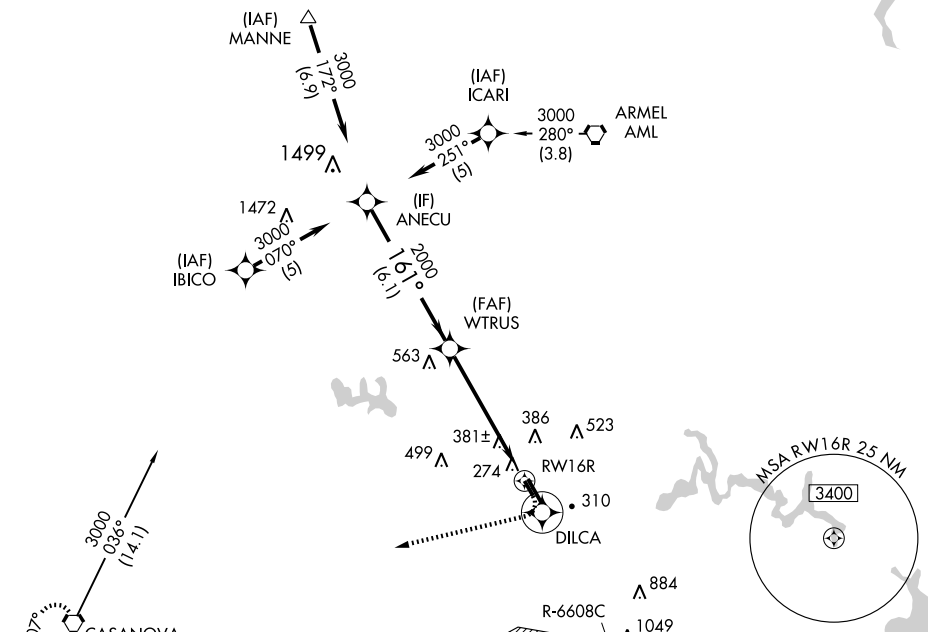 (IAF)
MANNE
3000
172°
(6.9)
(IAF)
ICARI
3000
280°
(3.8)
ARMEL
AML
3000
251°
(5)
1499
(IF)
ANECU
1472
3000
070°
(5)
(IAF)
IBICO
2000
161°
(6.1)
(FAF)
WTRUS
563
386
523
381±
499
274
RW16R
310
DILCA
MSA RW16R 25 NM
3400
3000
036°
(14.1)
884
R-6608C
1049
07°
CASANOVA